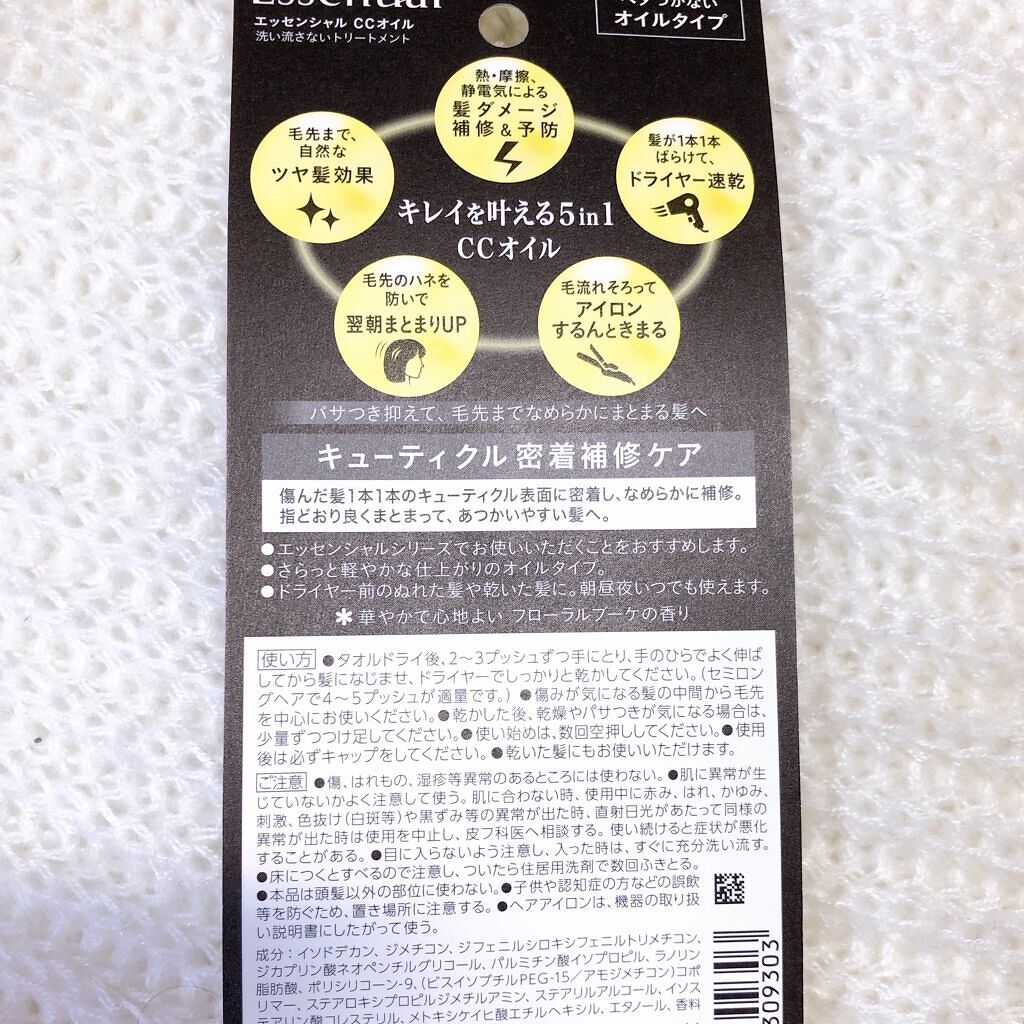 Essential
エッセンシャル CCオイル
洗い流さないトリートメント
ベタつかない
オイルタイプ
熱・摩擦、
静電気による
髪ダメージ
補修&予防
毛先まで、
自然な
ツヤ髪効果
髪が1本1本
ばらけて、
ドライヤー速乾
キレイを叶える5in1
CCオイル
毛先のハネを
防いで
翌朝まとまりUP
毛流れそろって
アイロン
するんときまる
パサつき抑えて、毛先までなめらかにまとまる髪へ
キューティクル 密着補修ケア
傷んだ髪1本1本のキューティクル表面に密着し、なめらかに補修。
指どおり良くまとまって、あつかいやすい髪へ。
●エッセンシャルシリーズでお使いいただくことをおすすめします。
●さらっと軽やかな仕上がりのオイルタイプ。
●ドライヤー前のぬれた髪や乾いた髪に。朝昼夜いつでも使えます。
✻華やかで心地よい フローラルブーケの香り
使い方 ●タオルドライ後、2〜3プッシュずつ手にとり、手のひらでよく伸ば
してから髪になじませ、ドライヤーでしっかりと乾かしてください。(セミロン
グヘアで4〜5プッシュが適量です。) ●傷みが気になる髪の中間から毛先
を中心にお使いください。●乾かした後、乾燥やパサつきが気になる場合は、
少量ずつつけ足してください。●使い始めは、数回空押ししてください。●使用
後は必ずキャップをしてください。●乾いた髪にもお使いいただけます。
ご注意 ●傷、はれもの、湿疹等異常のあるところには使わない。●肌に異常が生
じていないかよく注意して使う。肌に合わない時、使用中に赤み、はれ、かゆみ、
刺激、色抜け(白斑等)や黒ずみ等の異常が出た時、直射日光があたって同様の
異常が出た時は使用を中止し、皮フ科医へ相談する。使い続けると症状が悪化
することがある。●目に入らないよう注意し、入った時は、すぐに充分洗い流す。
●床につくとすべるので注意し、ついたら住居用洗剤で数回ふきとる。
●本品は頭髪以外の部位に使わない。●子供や認知症の方などの誤飲
等を防ぐため、置き場所に注意する。●ヘアアイロンは、機器の取り扱
い説明書にしたがって使う。
成分:イソドデカン、ジメチコン、ジフェニルシロキシフェニルトリメチコン、
ジカプリン酸ネオペンチルグリコール、パルミチン酸イソプロピル、ラノリン
脂肪酸、ポリシリコーン-9、(ビスイソブチルPEG-15/アモジメチコン)コポ
リマー、ステアロキシプロピルジメチルアミン、ステアリルアルコール、イソス
テアリン酸コレステリル、メトキシケイヒ酸エチルヘキシル、エタノール、香料
309303